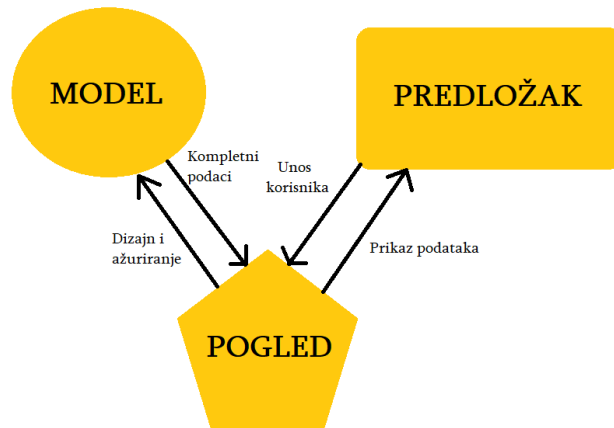 MODEL
PREDLOŽAK
Kompletni
podaci
Unos
korisnika
Dizajn i
ažuriranje
Prikaz podataka
POGLED